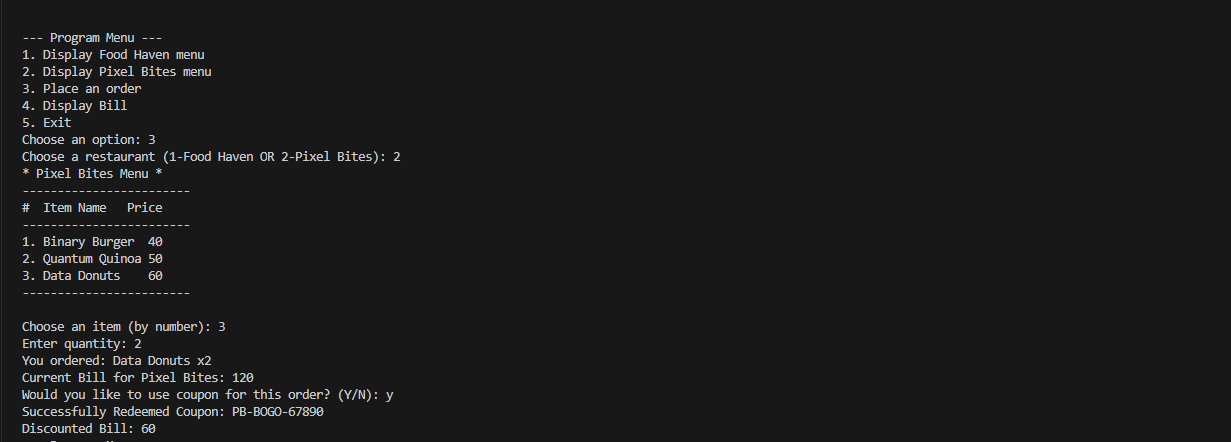 --- Program Menu ---
1. Display Food Haven menu
2. Display Pixel Bites menu
3. Place an order
4. Display Bill
5. Exit
Choose an option: 3
Choose a restaurant (1-Food Haven OR 2-Pixel Bites): 2
* Pixel Bites Menu *
------------------------
#  Item Name   Price
------------------------
1. Binary Burger  40
2. Quantum Quinoa 50
3. Data Donuts    60
------------------------
Choose an item (by number): 3
Enter quantity: 2
You ordered: Data Donuts x2
Current Bill for Pixel Bites: 120
Would you like to use coupon for this order? (Y/N): y
Successfully Redeemed Coupon: PB-BOGO-67890
Discounted Bill: 60